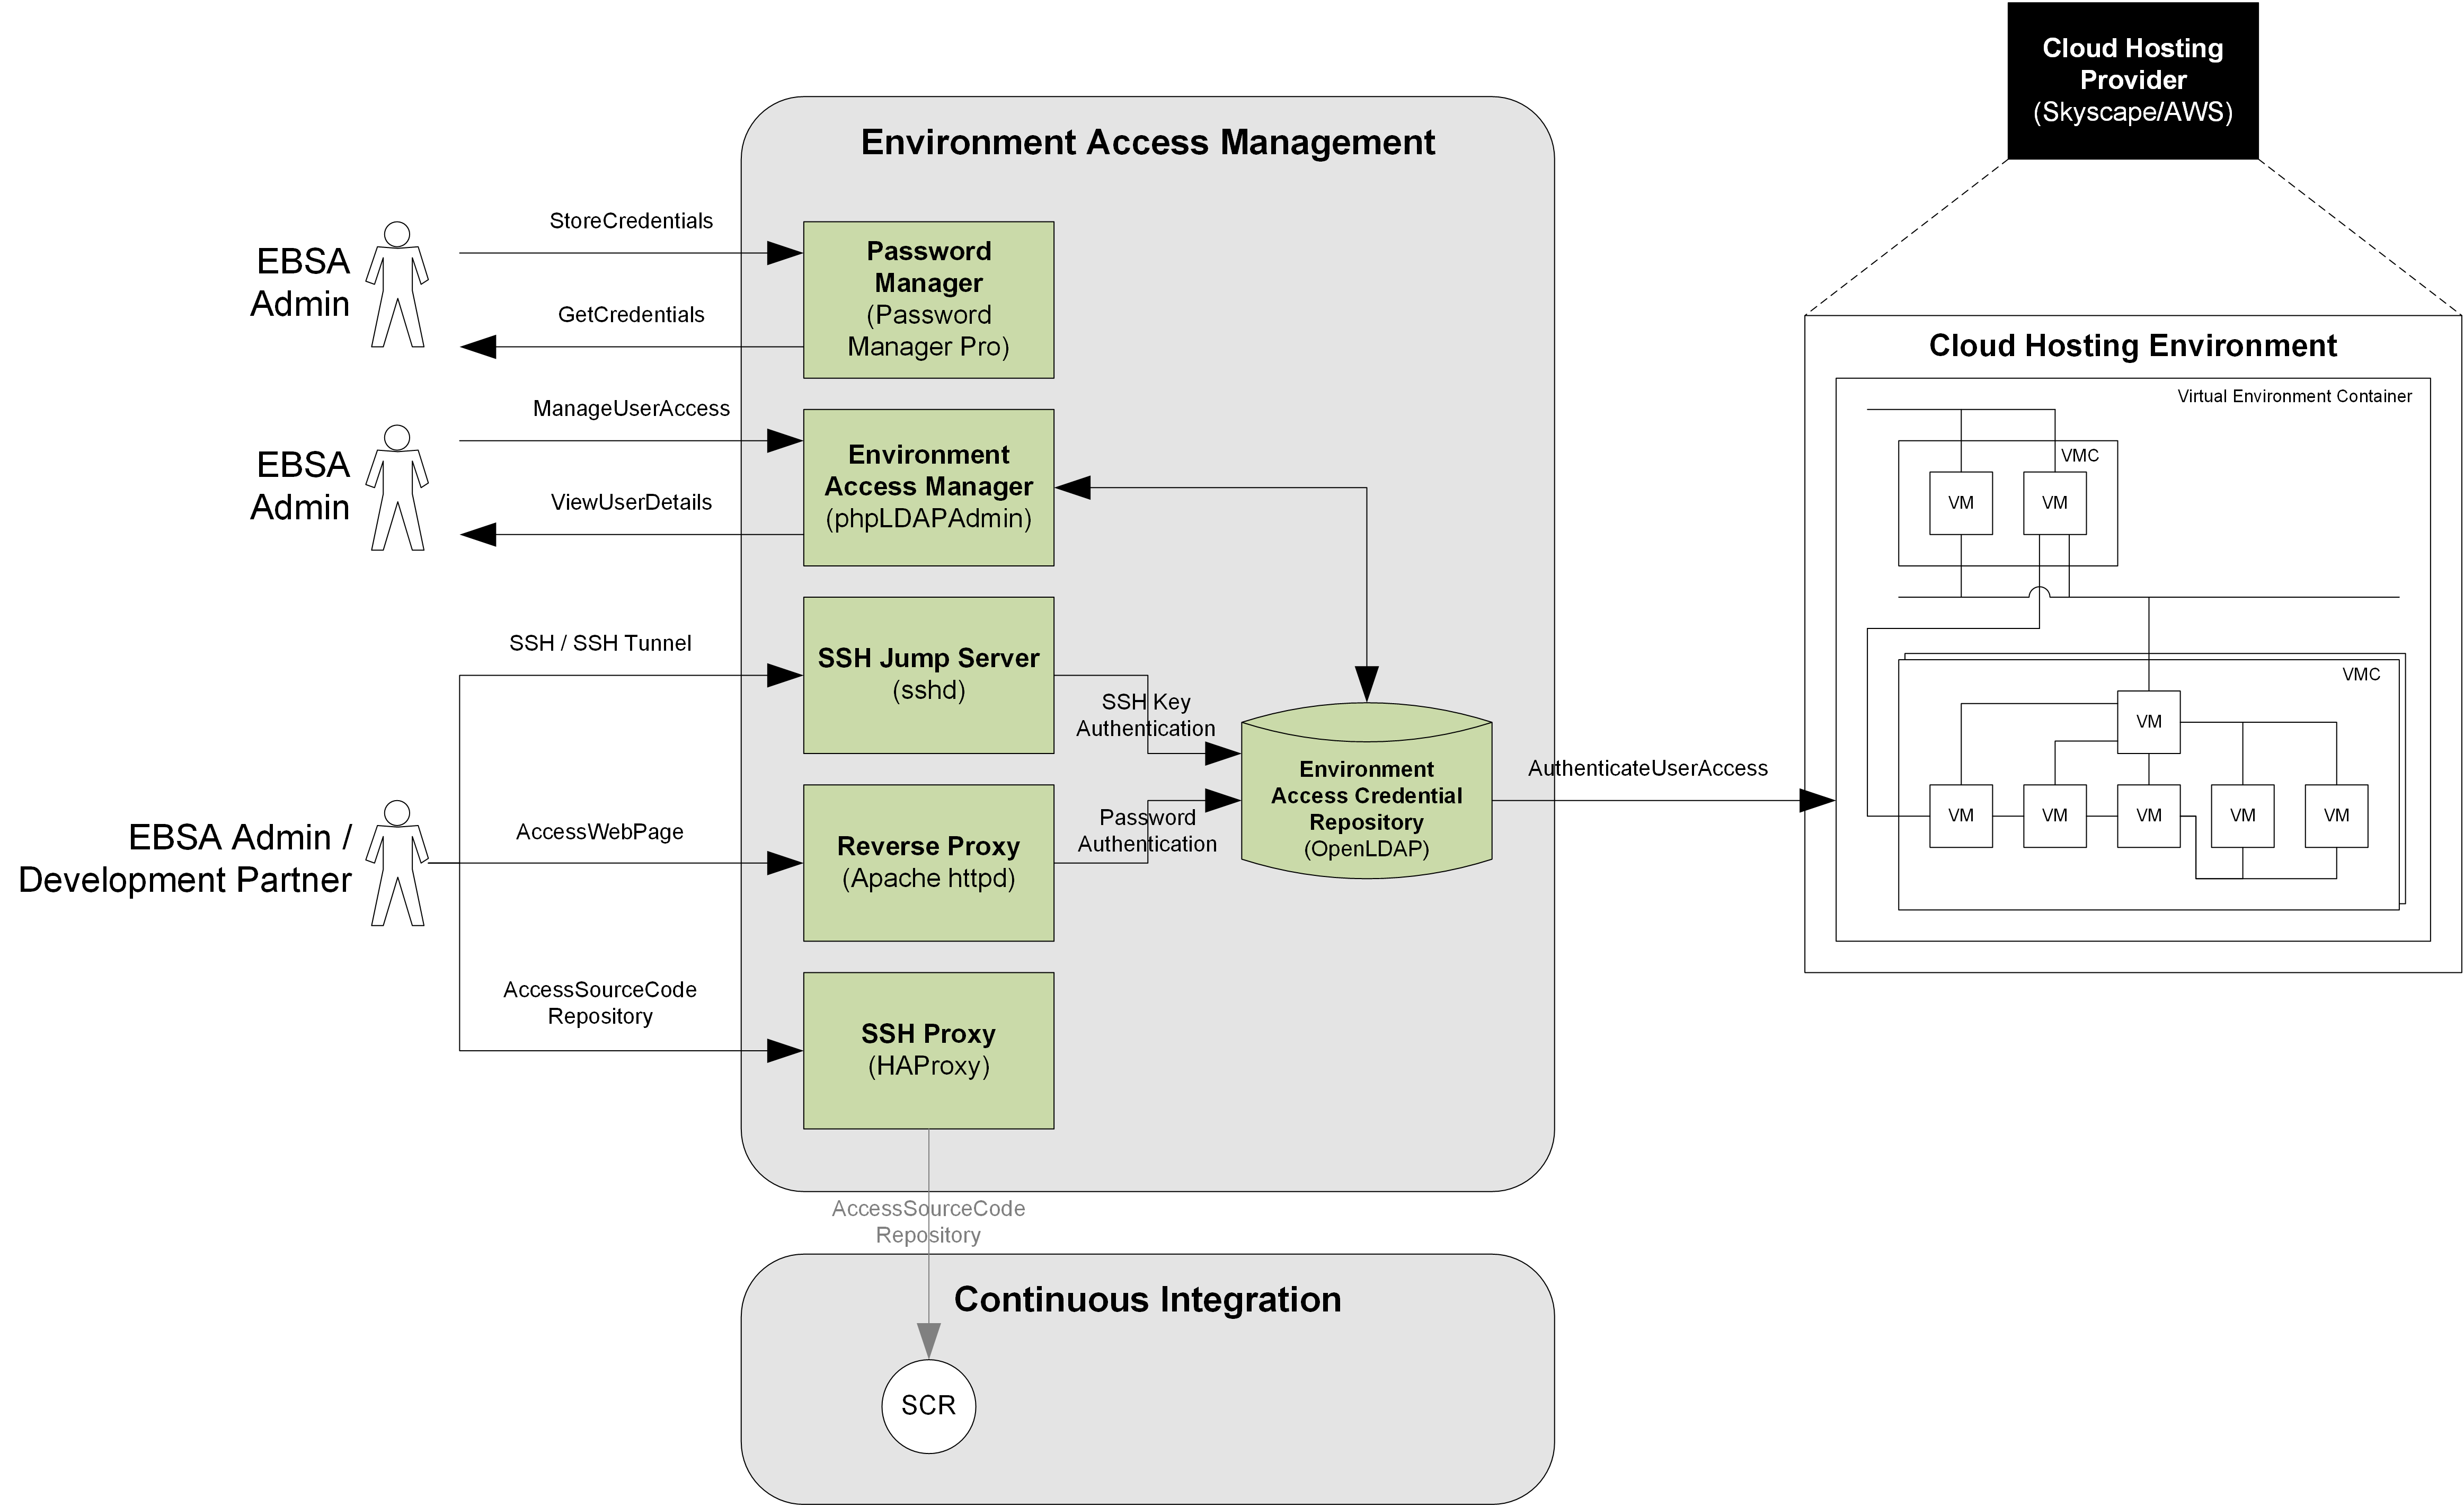 Cloud Hosting
Provider
(Skyscape/AWS)
Environment Access Management
EBSA
Admin
StoreCredentials
GetCredentials
Password
Manager
(Password
Manager Pro)
EBSA
Admin
ManageUserAccess
ViewUserDetails
Environment
Access Manager
(phpLDAPAdmin)
EBSA Admin /
Development Partner
SSH / SSH Tunnel
SSH Jump Server
(sshd)
SSH Key
Authentication
AccessWebPage
Reverse Proxy
(Apache httpd)
Password
Authentication
Environment
Access Credential
Repository
(OpenLDAP)
AuthenticateUserAccess
AccessSourceCode
Repository
SSH Proxy
(HAProxy)
AccessSourceCode
Repository
Continuous Integration
SCR
Cloud Hosting Environment
Virtual Environment Container
VMC
VM
VM
VMC
VM
VM
VM
VM
VM
VM